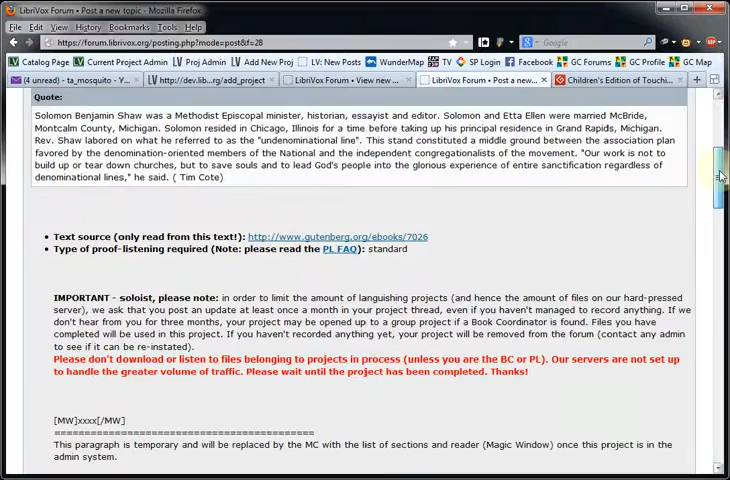 LibriVox Forum • Post a new topic - Mozilla Firefox
File Edit View History Bookmarks Tools Help
https://forum.librivox.org/posting.php?mode=post&f=28
Google
Catalog Page Admin Home Page Proj Admin Add New Proj LV: New Posts WunderMap TV SP Login Facebook GC Forums GC Profile GC Map
(4 unread) - ta_mosquito - Y... http://dev.lib...rg/add_project LibriVox Forum • View new ... LibriVox Forum • Post a new... Children's Edition of Touchi...
Quote:
Solomon Benjamin Shaw was a Methodist Episcopal minister, historian, essayist and editor. Solomon and Etta Ellen were married McBride,
Montcalm County, Michigan. Solomon resided in Chicago, Illinois for a time before taking up his principal residence in Grand Rapids, Michigan.
Rev. Shaw labored on what he referred to as the "undenominational line". This stand constituted a middle ground between the association plan
favored by the denomination-oriented members of the National and the independent congregationalists of the movement. "Our work is not to
build up or tear down churches, but to save souls and to lead God's people into the glorious experience of entire sanctification regardless of
denominational lines," he said. ( Tim Cote)
• Text source (only read from this text!): http://www.gutenberg.org/ebooks/7026
• Type of proof-listening required (Note: please read the PL FAQ): standard
IMPORTANT - soloist, please note: in order to limit the amount of languishing projects (and hence the amount of files on our hard-pressed
server), we ask that you post an update at least once a month in your project thread, even if you haven't managed to record anything. If we
don't hear from you for three months, your project may be opened up to a group project if a Book Coordinator is found. Files you have
completed will be used in this project. If you haven't recorded anything yet, your project will be removed from the forum (contact any admin
to see if it can be re-instated).
Please don't download or listen to files belonging to projects in process (unless you are the BC or PL). Our servers are not set up
to handle the greater volume of traffic. Please wait until the project has been completed. Thanks!
[MW]xxxx[/MW]
============================================
This paragraph is temporary and will be replaced by the MC with the list of sections and reader (Magic Window) once this project is in the
admin system.